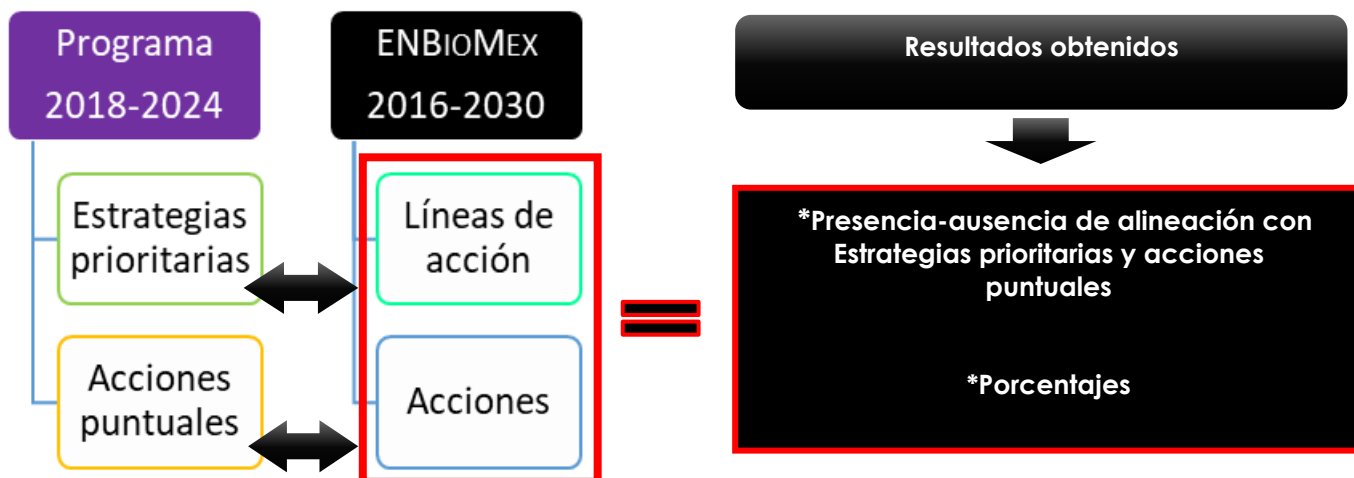 Programa
2018-2024
Estrategias
prioritarias
Acciones
puntuales
ENBIOMEX
2016-2030
Líneas de
acción
Acciones
Resultados obtenidos
*Presencia-ausencia de alineación con
Estrategias prioritarias y acciones
puntuales
*Porcentajes